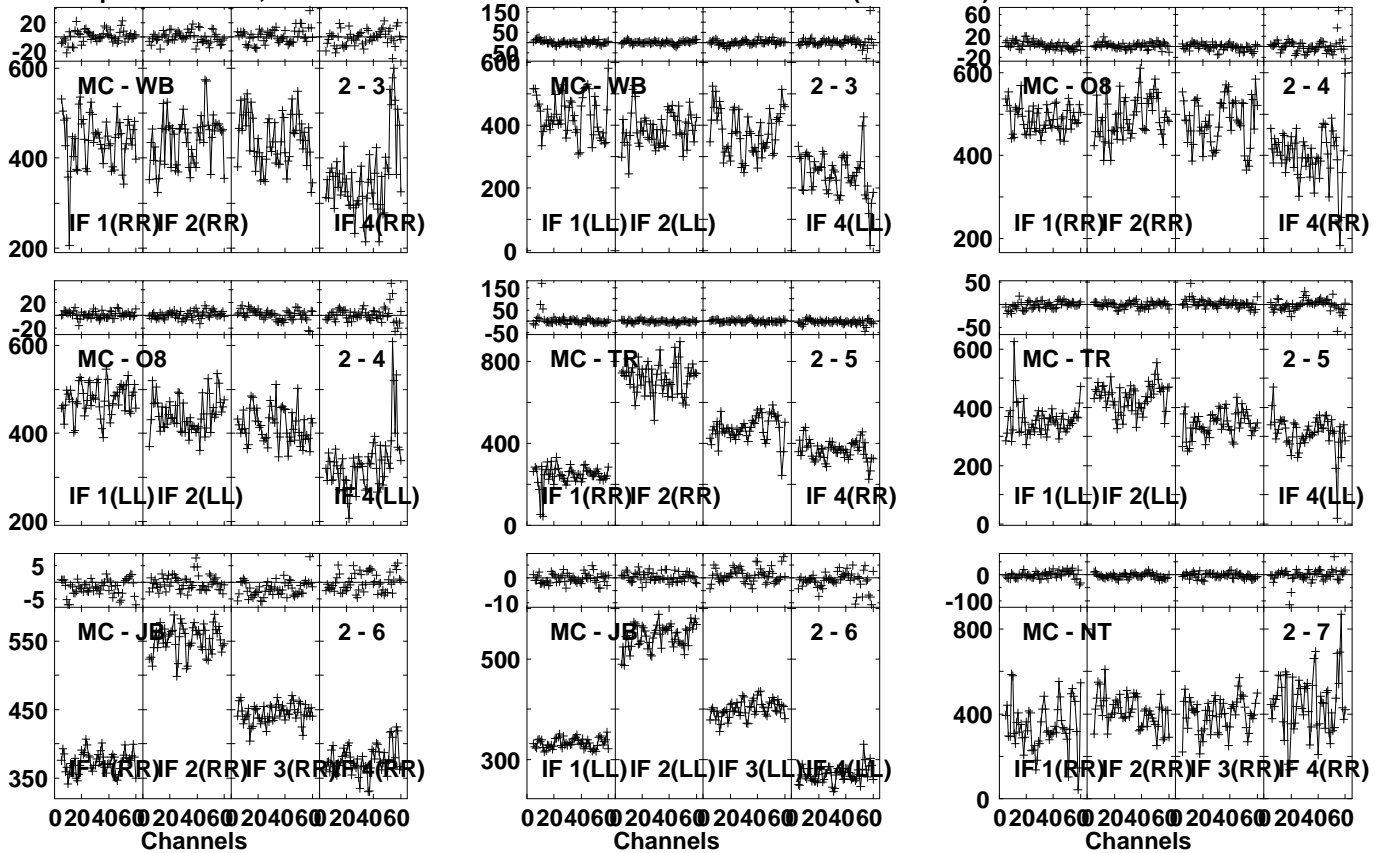 20
-20
600
400
200
MC - WB 2 - 3
IF 1(RR) IF 2(RR) IF 4(RR)
150
50
-50
600
400
200
0
MC - WB 2 - 3
IF 1(LL) IF 2(LL) IF 4(LL)
60
20
-20
600
400
200
MC - O8 2 - 4
IF 1(RR) IF 2(RR) IF 4(RR)
20
-20
600
400
200
MC - O8 2 - 4
IF 1(LL) IF 2(LL) IF 4(LL)
150
50
-50
800
400
0
MC - TR 2 - 5
IF 1(RR) IF 2(RR) IF 4(RR)
50
-50
600
400
200
0
MC - TR 2 - 5
IF 1(LL) IF 2(LL) IF 4(LL)
5
-5
550
450
350
MC - JB 2 - 6
IF 1(RR) IF 2(RR) IF 3(RR) IF 4(RR)
0 20 40 60 0 20 40 60 0 20 40 60 0 20 40 60
Channels
0
-10
500
300
MC - JB 2 - 6
IF 1(LL) IF 2(LL) IF 3(LL) IF 4(LL)
0 20 40 60 0 20 40 60 0 20 40 60 0 20 40 60
Channels
0
-100
800
400
0
MC - NT 2 - 7
IF 1(RR) IF 2(RR) IF 3(RR) IF 4(RR)
0 20 40 60 0 20 40 60 0 20 40 60 0 20 40 60
Channels